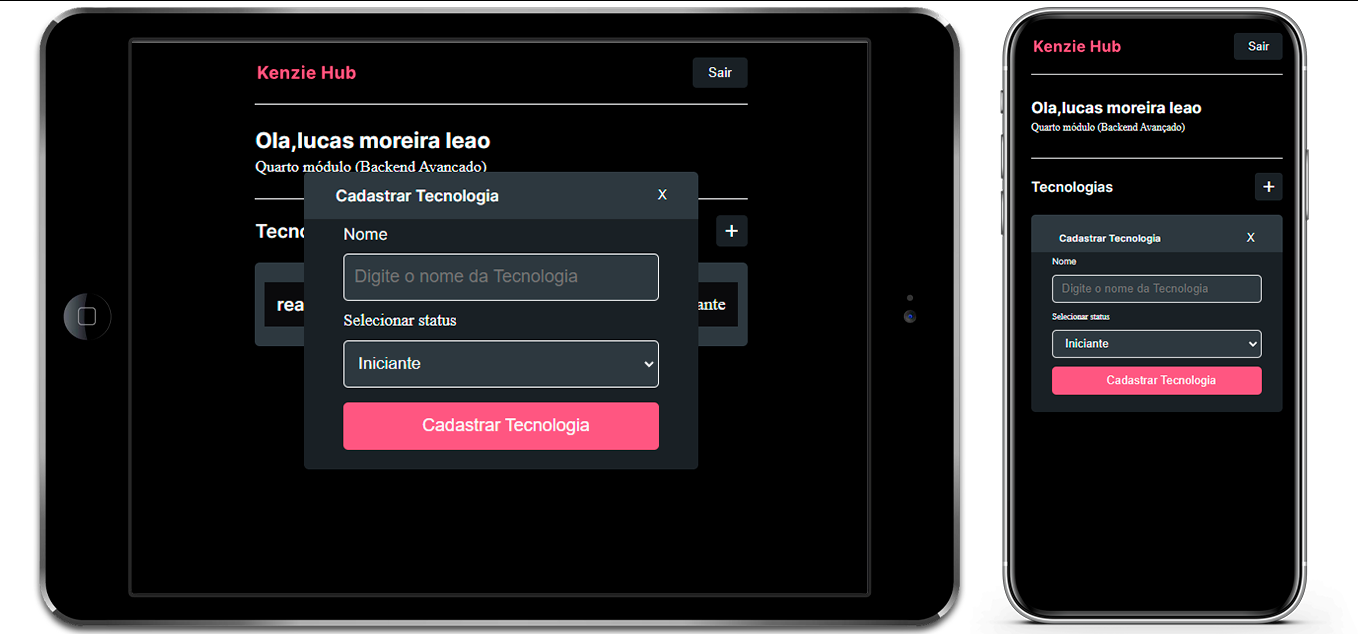 Kenzie Hub
Sair
Ola,lucas moreira leao
Quarto módulo (Backend Avançado)
Cadastrar Tecnologia
X
Nome
Tecno
+
Digite o nome da Tecnologia
rea
ante
Selecionar status
Iniciante
Cadastrar Tecnologia
Kenzie Hub
Sair
Ola,lucas moreira leao
Quarto módulo (Backend Avançado)
Tecnologias
+
Cadastrar Tecnologia
X
Nome
Digite o nome da Tecnologia
Selecionar status
Iniciante
Cadastrar Tecnologia